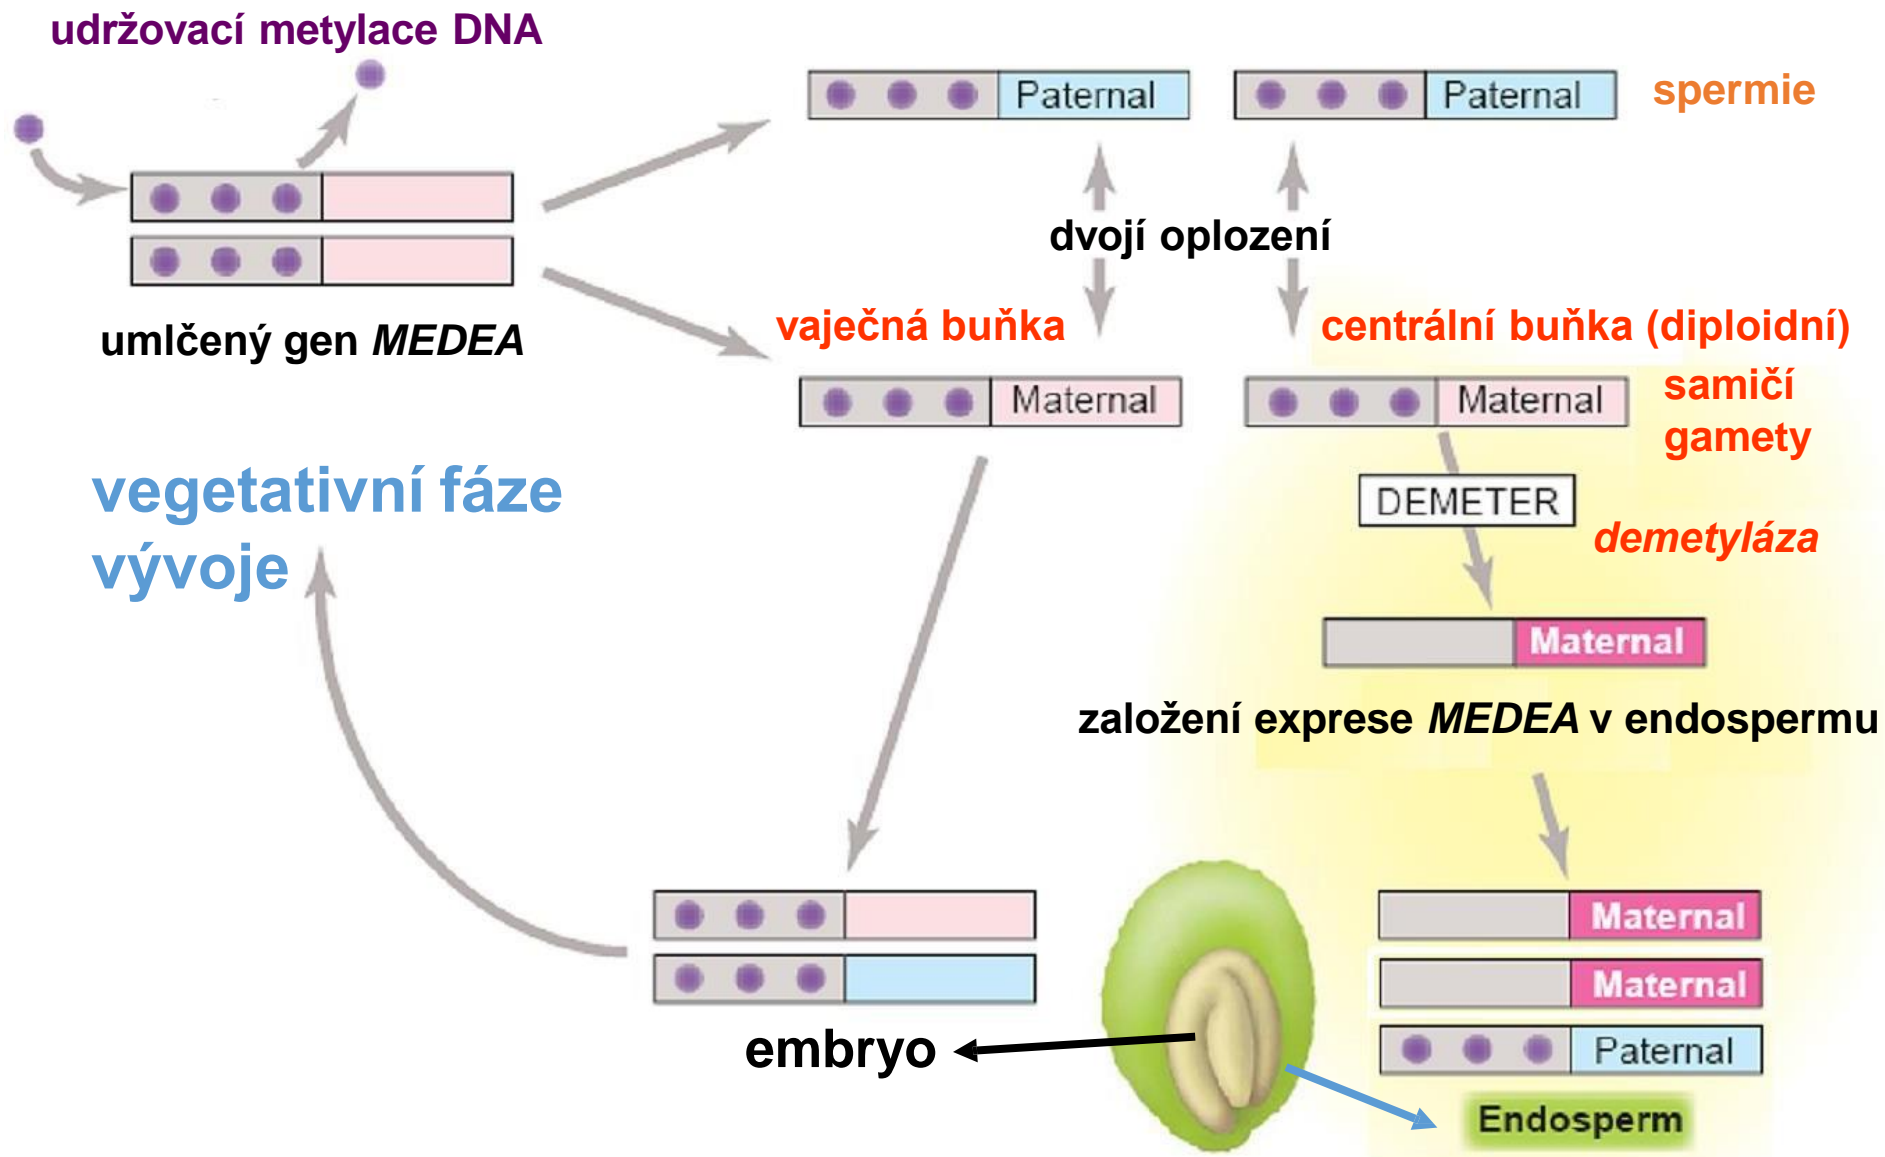 udržovací metylace DNA
Paternal
Paternal
spermie
dvojí oplození
umlčený gen MEDEA
vaječná buňka
centrální buňka (diploidní)
Maternal
Maternal
samičí
gamety
vegetativní fáze
vývoje
DEMETER
demetyláza
Maternal
založení exprese MEDEA v endospermu
Maternal
Maternal
Paternal
embryo
Endosperm